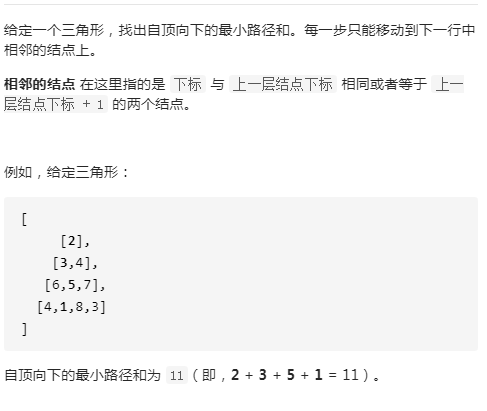 给定一个三角形，找出自顶向下的最小路径和。每一步只能移动到下一行中
相邻的结点上。
相邻的结点 在这里指的是 下标 与 上一层结点下标 相同或者等于 上一
层结点下标 + 1 的两个结点。
例如，给定三角形：
[
[2],
[3,4],
[6,5,7],
[4,1,8,3]
]
自顶向下的最小路径和为 11（即，2 + 3 + 5 + 1 = 11）。